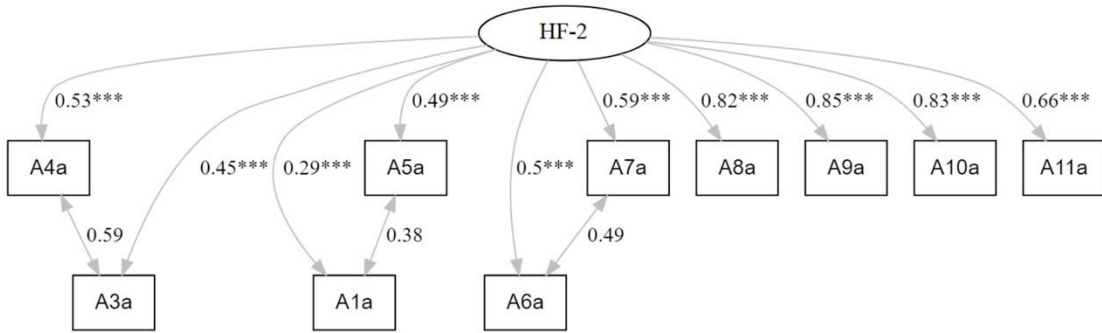 HF-2
0.53***
0.49***
0.59***
0.82***
0.85***
0.83***
0.66***
A4a
0.45***
0.29***
A5a
0.5***
A7a
A8a
A9a
A10a
A11a
0.59
0.38
0.49
A3a
A1a
A6a